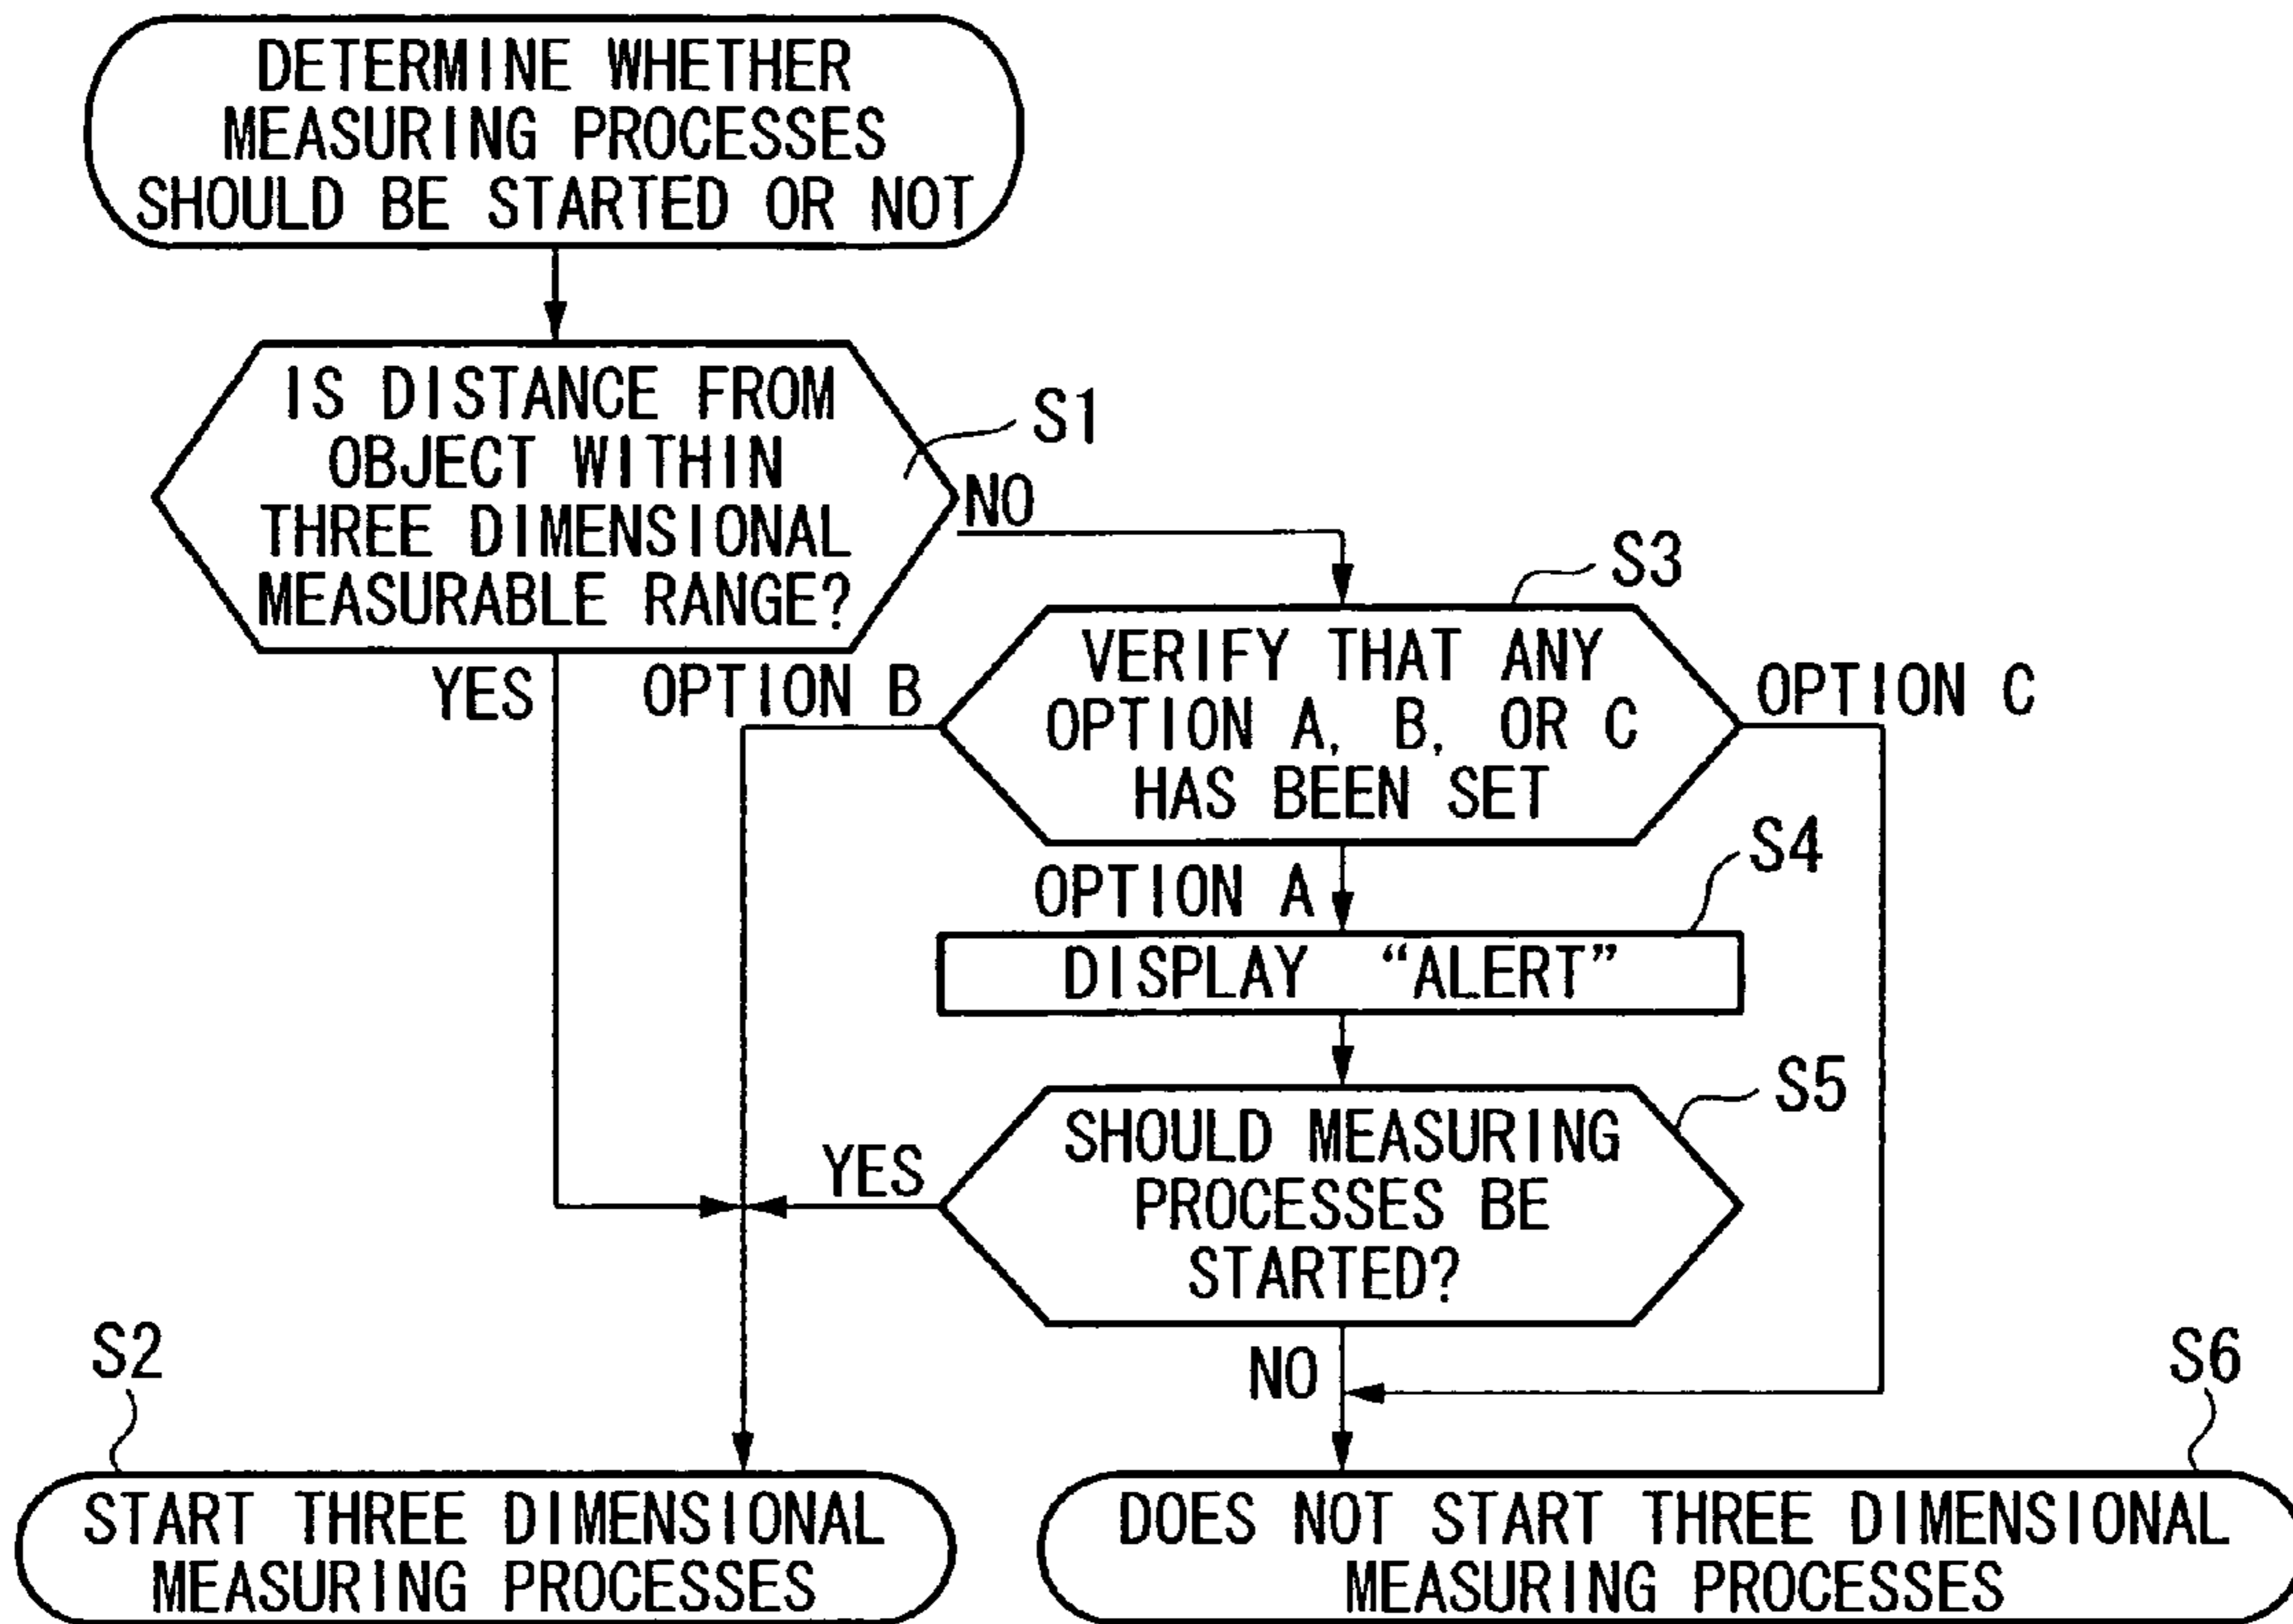 DETERMINE WHETHER
MEASURING PROCESSES
SHOULD BE STARTED OR NOT
IS DISTANCE FROM
OBJECT WITHIN
THREE DIMENSIONAL
MEASURABLE RANGE?
S1
NO
YES
S3
VERIFY THAT ANY
OPTION A, B, OR C
HAS BEEN SET
OPTION B
OPTION C
OPTION A
S4
DISPLAY “ALERT”
S5
SHOULD MEASURING
PROCESSES BE
STARTED?
YES
NO
S2
START THREE DIMENSIONAL
MEASURING PROCESSES
S6
DOES NOT START THREE DIMENSIONAL
MEASURING PROCESSES